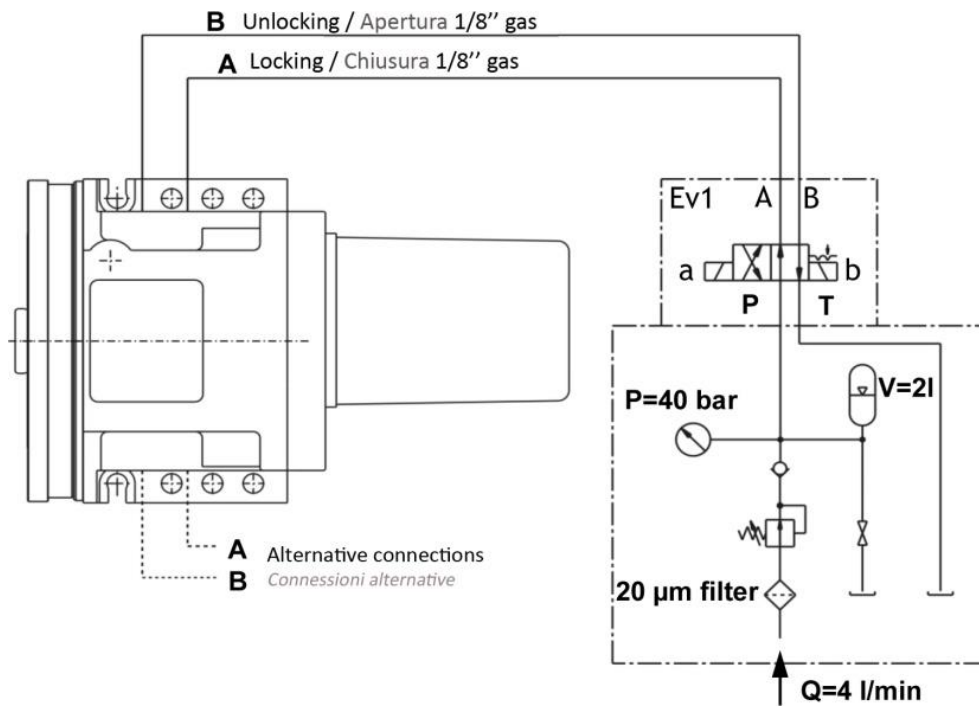 B Unlocking / Apertura 1/8’’ gas
A Locking / Chiusura 1/8’’ gas
Ev1 A B
a b
P T
P=40 bar
V=2l
A Alternative connections
B Connessioni alternative
20 µm filter
Q=4 l/min